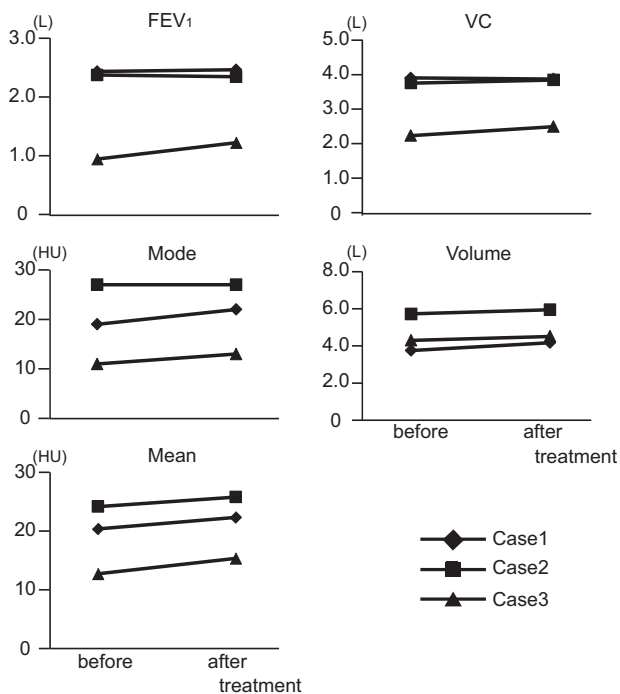 (L) FEV1
3.0
2.0
1.0
0
(L) VC
5.0
4.0
3.0
2.0
1.0
0
(HU) Mode
30
20
10
0
(L) Volume
8.0
6.0
4.0
2.0
0
before after
treatment
(HU) Mean
30
20
10
0
before after
treatment
Case1
Case2
Case3